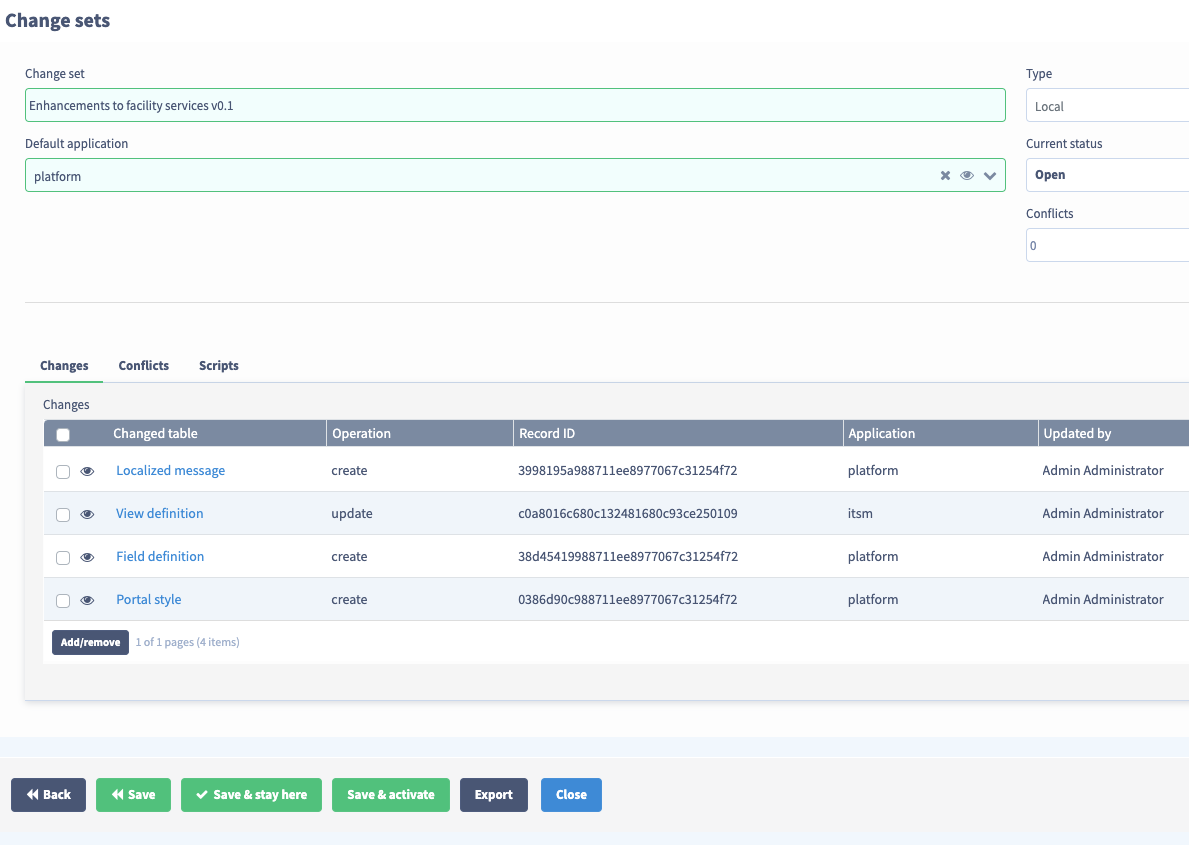 Change sets
Change set
Type
Enhancements to facility services v0.1
Local
Default application
Current status
platform
Open
Conflicts
0
Changes Conflicts Scripts
Changes
Changed table Operation Record ID Application Updated by
Localized message create 3998195a988711ee8977067c31254f72 platform Admin Administrator
View definition update c0a8016c680c132481680c93ce250109 itsm Admin Administrator
Field definition create 38d45419988711ee8977067c31254f72 platform Admin Administrator
Portal style create 0386d90c988711ee8977067c31254f72 platform Admin Administrator
Add/remove 1 of 1 pages (4 items)
Back Save Save & stay here Save & activate Export Close